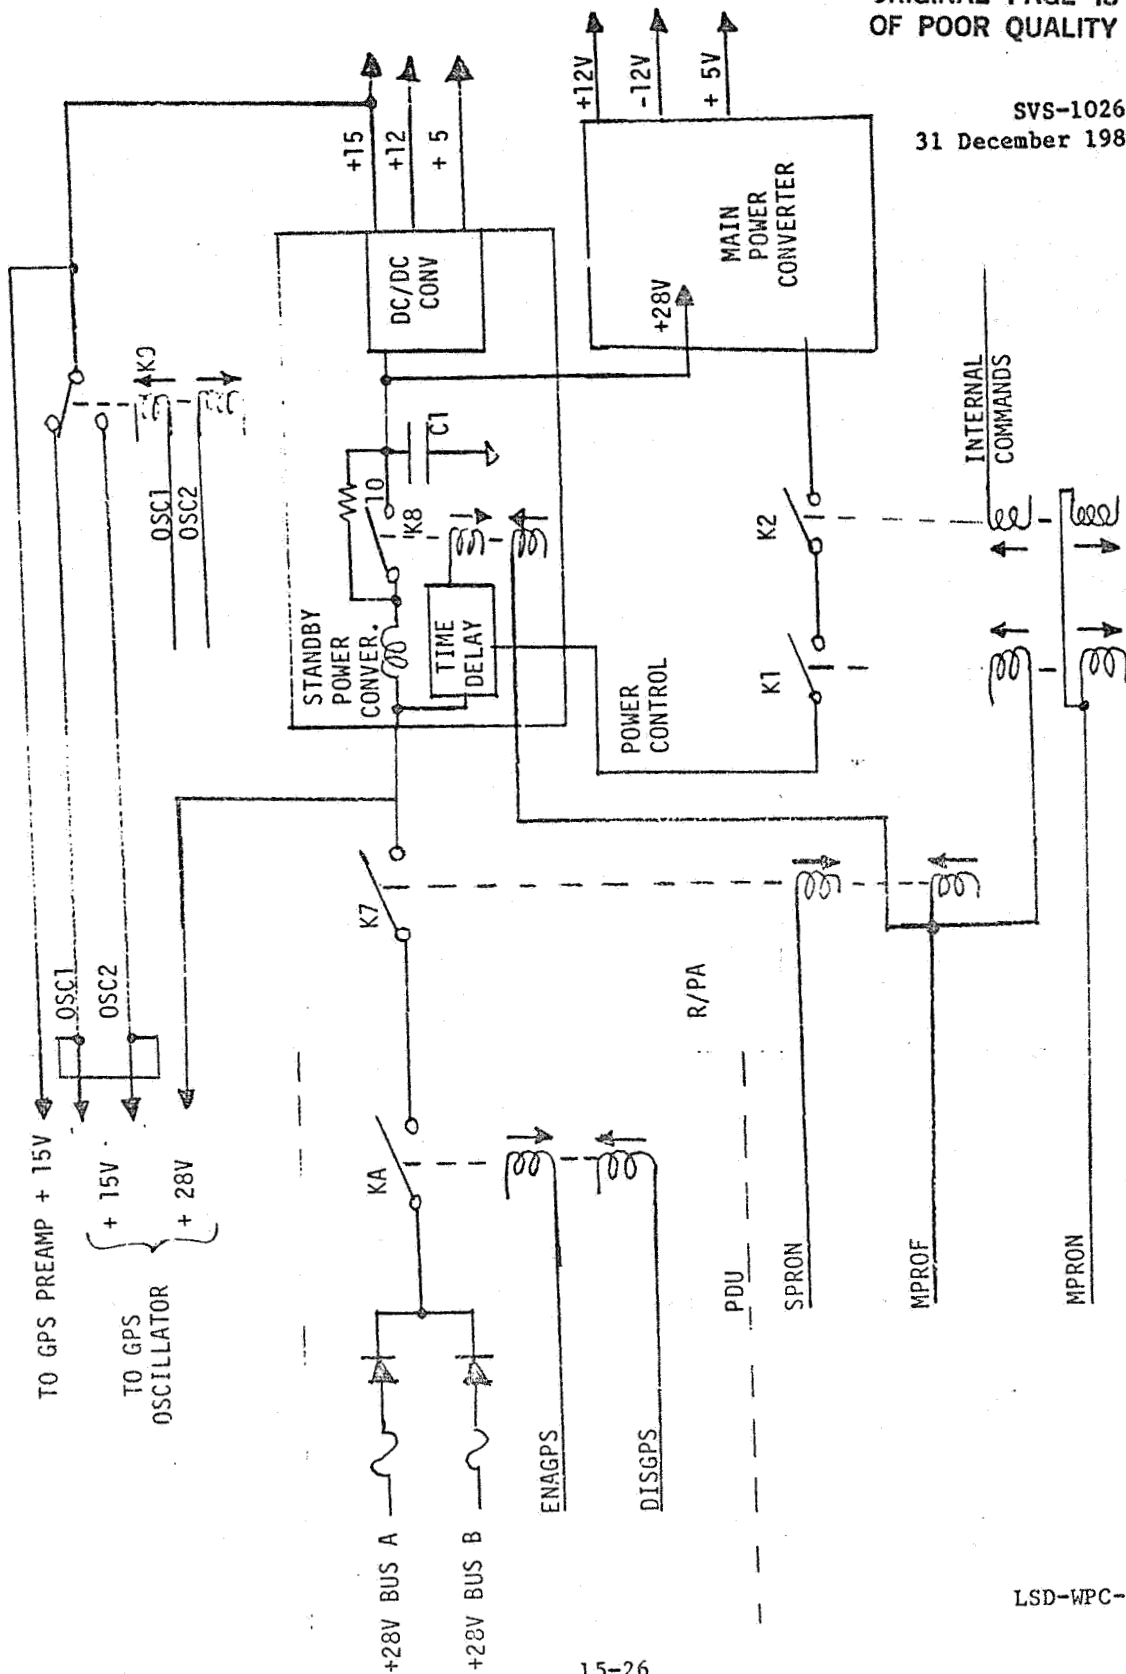 OF POOR QUALITY
SVS-1026
31 December 198
TO GPS PREAMP + 15V
+ 15V
+ 28V
TO GPS
OSCILLATOR
OSC1
OSC2
OSC1
OSC2
+28V BUS A
+28V BUS B
KA
K7
ENAGPS
DISGPS
STANDBY
POWER
CONVER.
TIME
DELAY
10
K8
C1
DC/DC
CONV
+15
+12
+ 5
+28V
MAIN
POWER
CONVERTER
+12V
-12V
+ 5V
POWER
CONTROL
K1
K2
INTERNAL
COMMANDS
R/PA
PDU
SPRON
MPROF
MPRON
LSD-WPC-
15-26